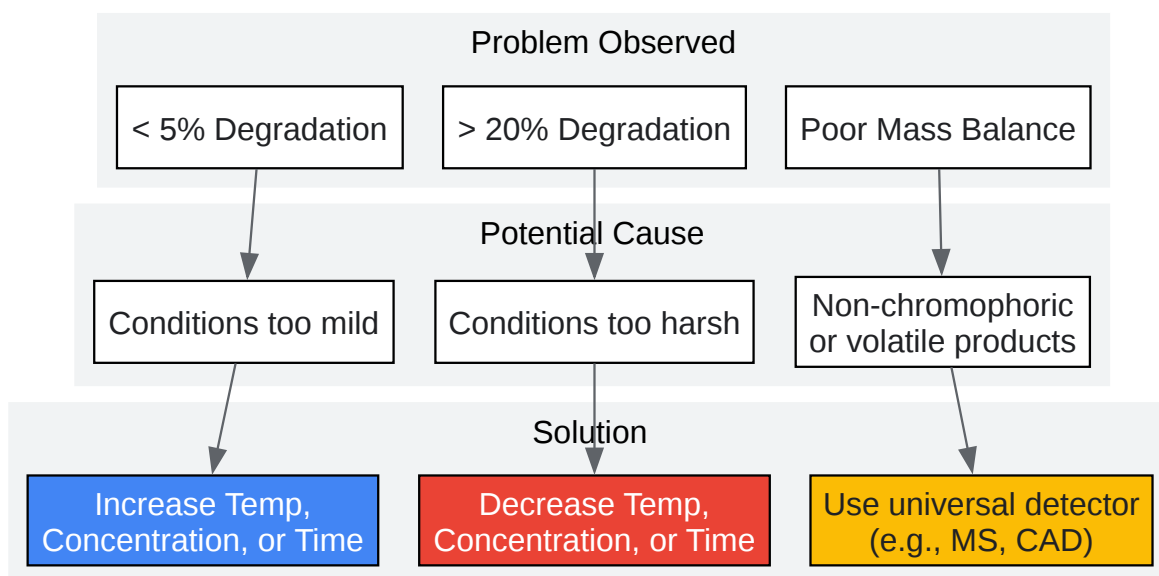 Problem Observed
< 5% Degradation
> 20% Degradation
Poor Mass Balance
Potential Cause
Conditions too mild
Conditions too harsh
Non-chromophoric
or volatile products
Solution
Increase Temp,
Concentration, or Time
Decrease Temp,
Concentration, or Time
Use universal detector
(e.g., MS, CAD)